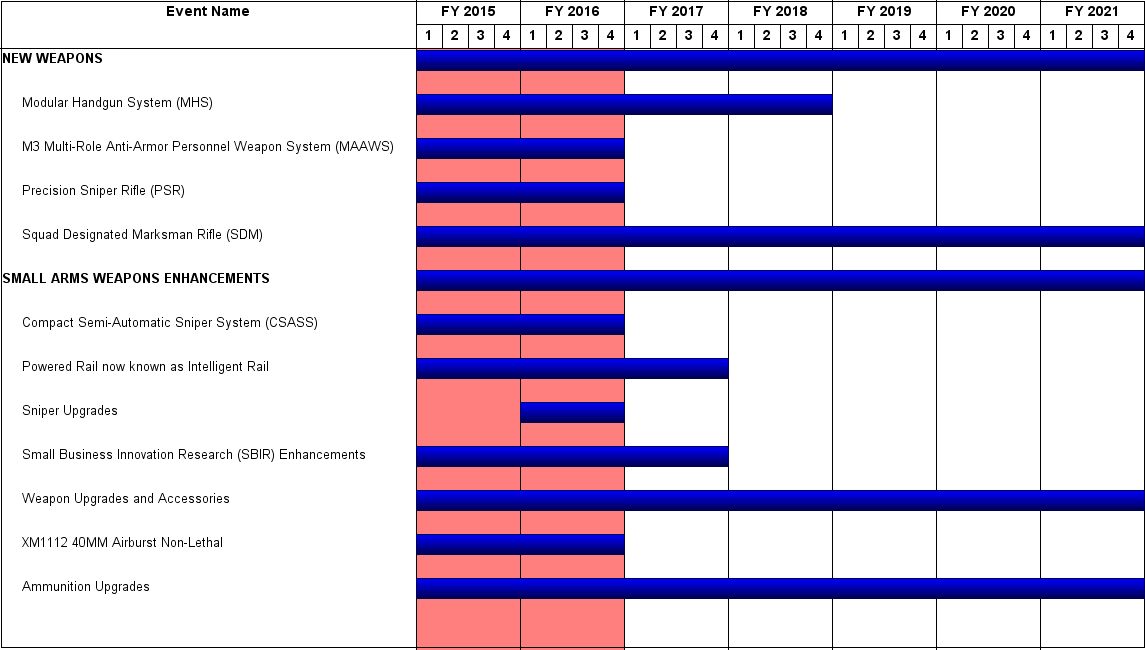 Event Name FY 2015 FY 2016 FY 2017 FY 2018 FY 2019 FY 2020 FY 2021
1 2 3 4 1 2 3 4 1 2 3 4 1 2 3 4 1 2 3 4 1 2 3 4 1 2 3 4
NEW WEAPONS
Modular Handgun System (MHS)
M3 Multi-Role Anti-Armor Personnel Weapon System (MAAWS)
Precision Sniper Rifle (PSR)
Squad Designated Marksman Rifle (SDM)
SMALL ARMS WEAPONS ENHANCEMENTS
Compact Semi-Automatic Sniper System (CSASS)
Powered Rail now known as Intelligent Rail
Sniper Upgrades
Small Business Innovation Research (SBIR) Enhancements
Weapon Upgrades and Accessories
XM1112 40MM Airburst Non-Lethal
Ammunition Upgrades